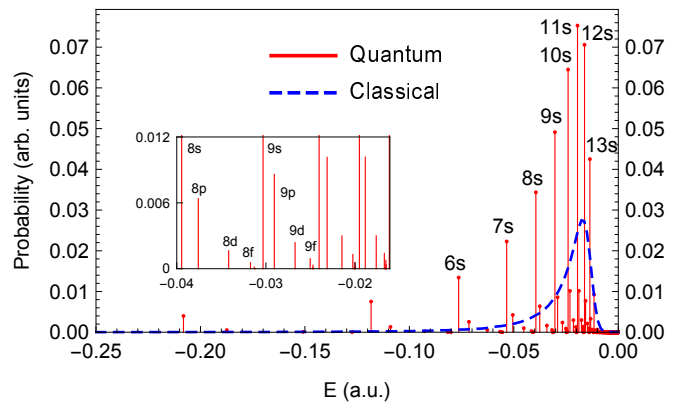 11s 12s
0.07 0.07
Quantum 10s
0.06 0.06
Classical
0.05 0.05
9s
0.012
8s 9s 13s
0.04 0.04
8s
8p 9p
0.03 0.006 0.03
7s
8d 9d
0.02 8f 9f 0.02
0
−0.04 −0.03 −0.02 6s
0.01 0.01
0.00 0.00
−0.25 −0.20 −0.15 −0.10 −0.05 0.00
E (a.u.)
Probability (arb. units)